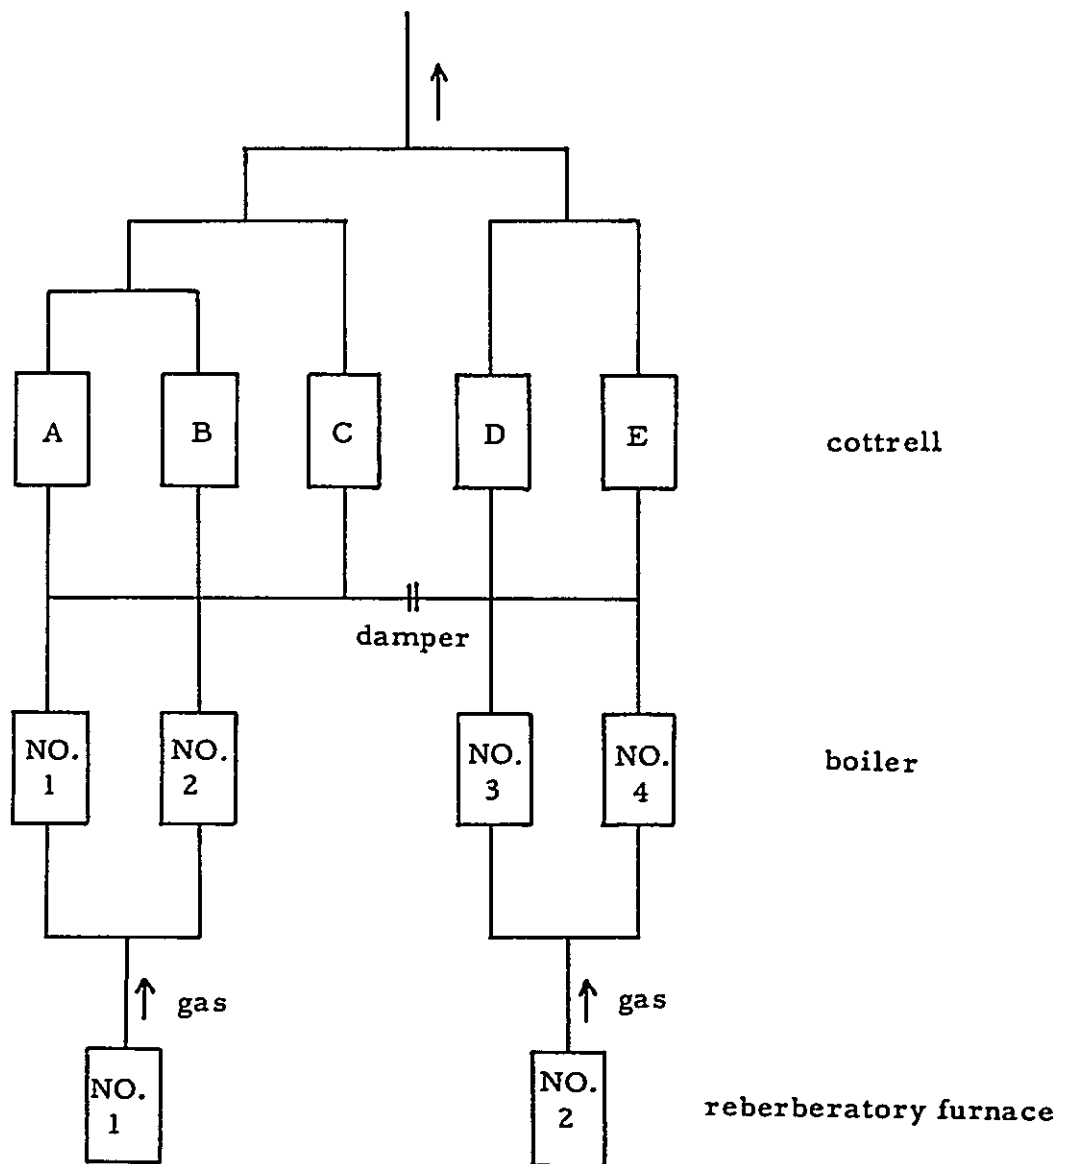 A B C D E
cottrell
damper
NO. 1
NO. 2
NO. 3
NO. 4
boiler
gas
gas
NO. 1
NO. 2
reberberatory furnace